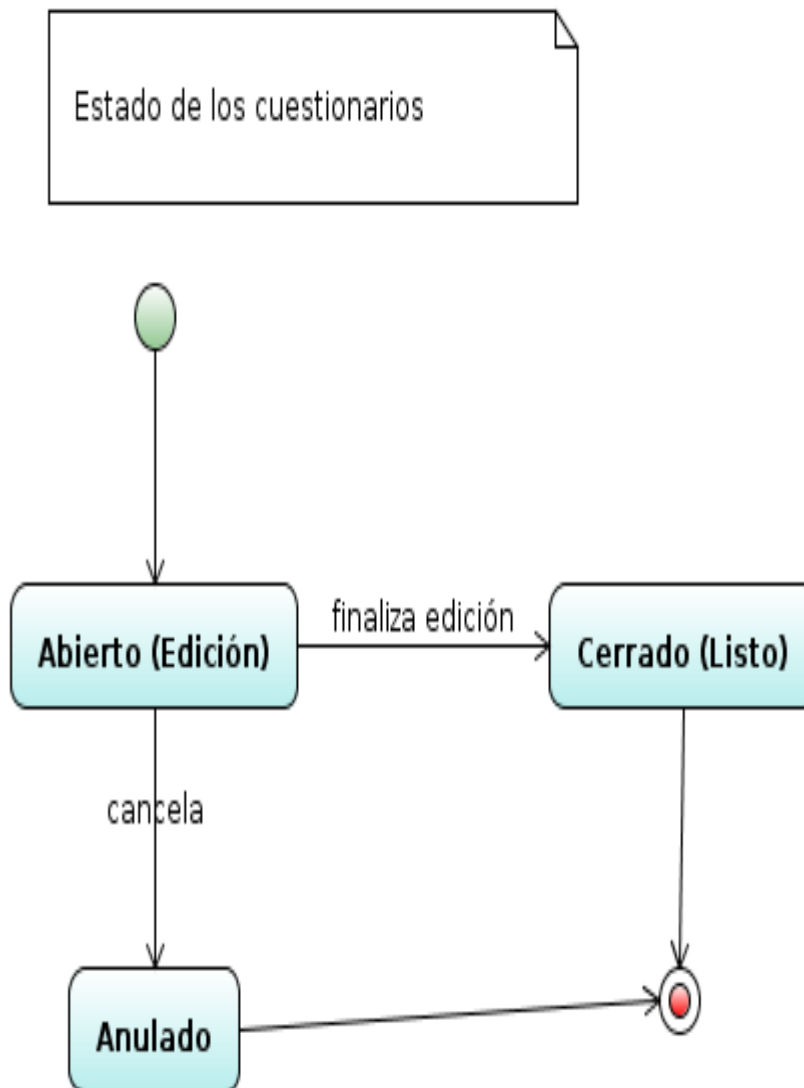 Estado de los cuestionarios
finaliza edición
Abierto (Edición)
Cerrado (Listo)
cancela
Anulado